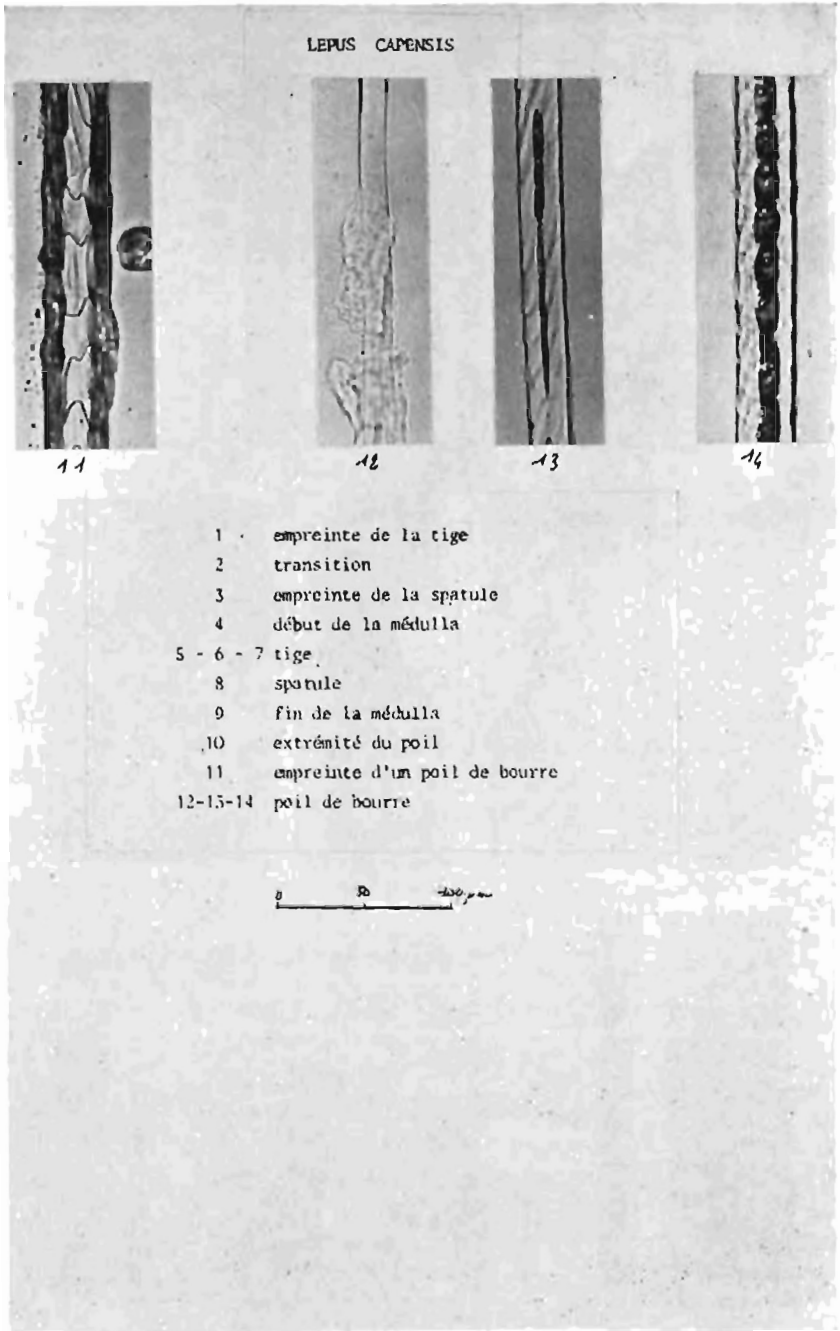 LEPUS CAPENSIS
11 12 13 14
1 empreinte de la tige
2 transition
3 empreinte de la spatule
4 début de la médulla
5 - 6 - 7 tige
8 spatule
9 fin de la médulla
10 extrémité du poil
11 empreinte d'un poil de bourre
12-13-14 poil de bourre
0 50 100 µm